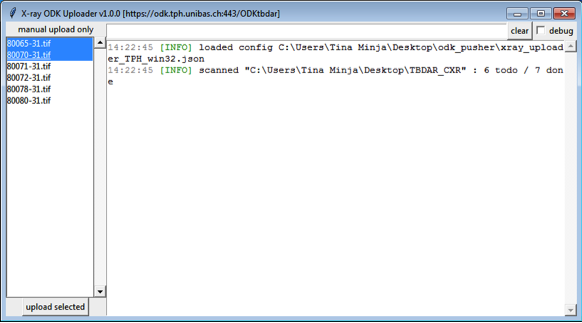 X-ray ODK Uploader v1.0.0 [https://odk.tph.unibas.ch:443/ODKtbdar]
manual upload only
clear
debug
80065-31.tif
80070-31.tif
80071-31.tif
80072-31.tif
80078-31.tif
80080-31.tif
14:22:45 [INFO] loaded config C:\Users\Tina Minja\Desktop\odk_pusher\xray_upload
er_TPH_win32.json
14:22:45 [INFO] scanned "C:\Users\Tina Minja\Desktop\TBDAR_CXR" : 6 todo / 7 don
e
upload selected